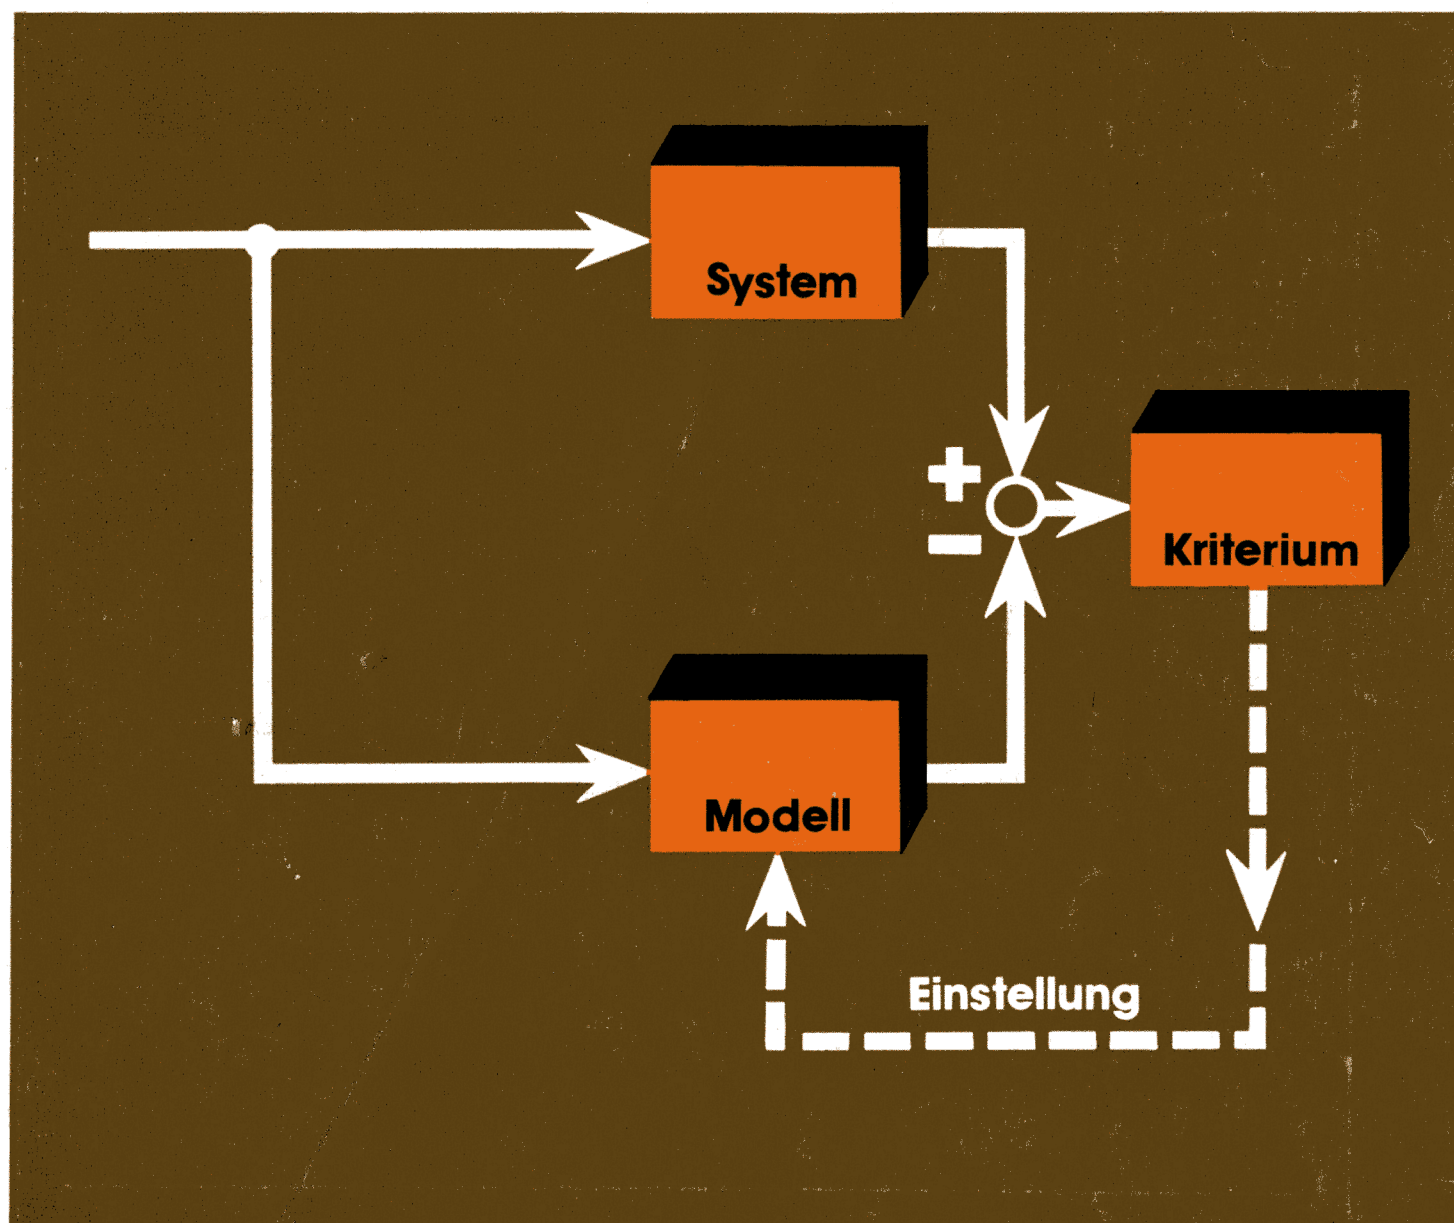 System
+
−
Kriterium
Modell
Einstellung